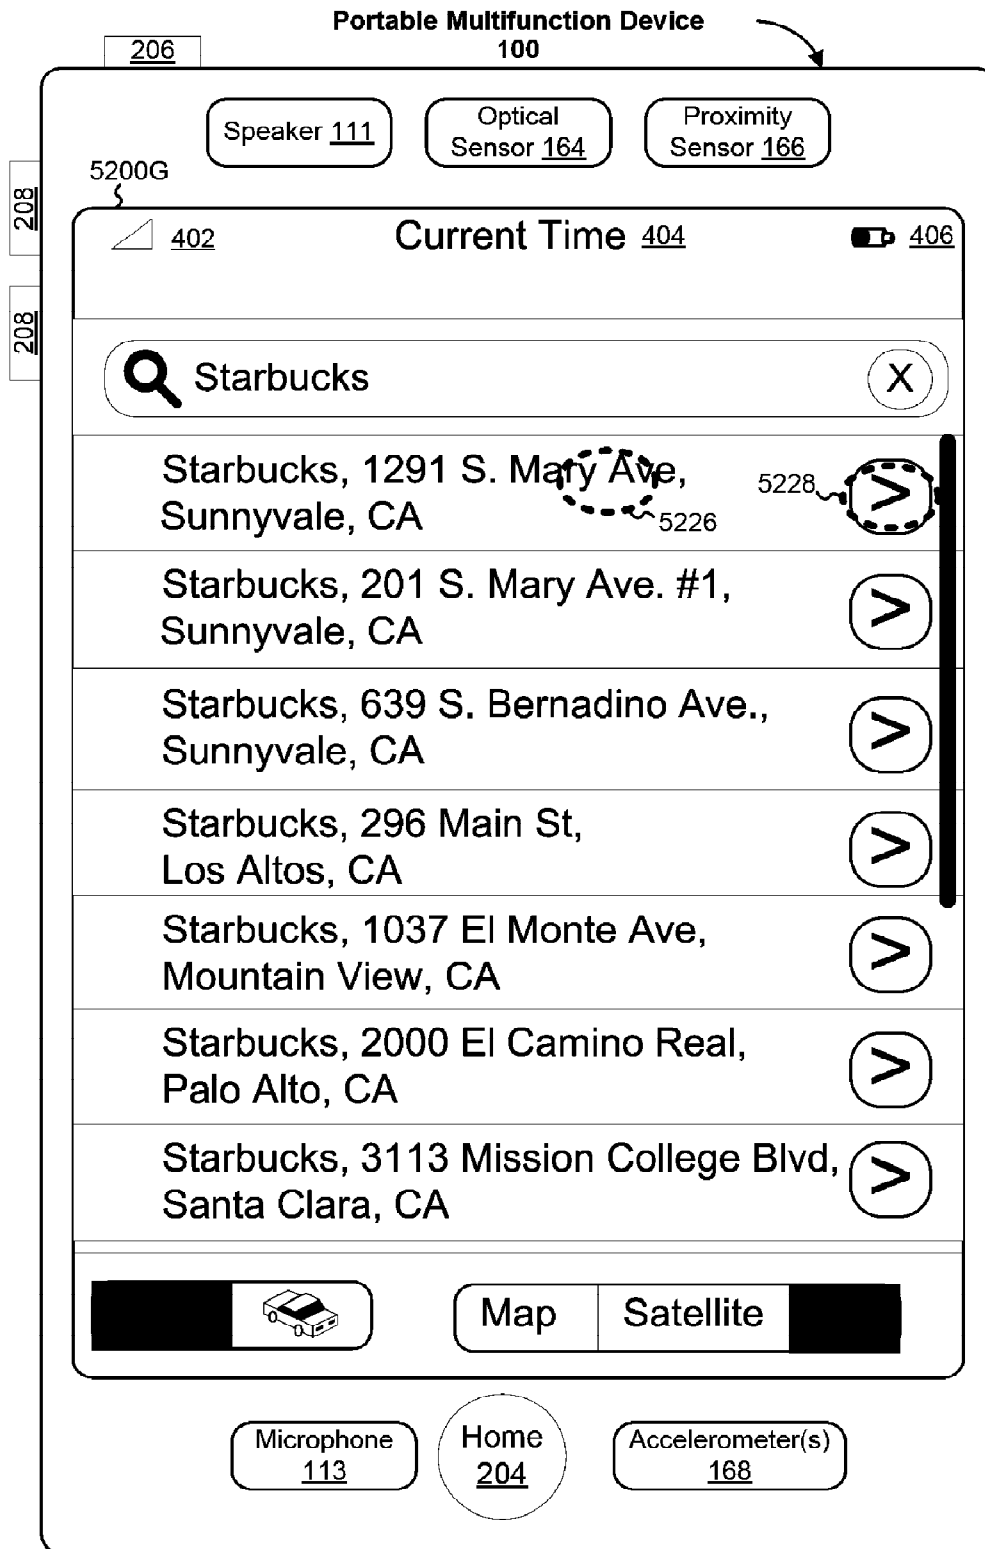 Portable Multifunction Device
100
206
Speaker 111
Optical
Sensor 164
Proximity
Sensor 166
208
208
5200G
402
Current Time 404
406
Starbucks
X
Starbucks, 1291 S. Mary Ave,
Sunnyvale, CA
5226
5228
>
Starbucks, 201 S. Mary Ave. #1,
Sunnyvale, CA
>
Starbucks, 639 S. Bernadino Ave.,
Sunnyvale, CA
>
Starbucks, 296 Main St,
Los Altos, CA
>
Starbucks, 1037 El Monte Ave,
Mountain View, CA
>
Starbucks, 2000 El Camino Real,
Palo Alto, CA
>
Starbucks, 3113 Mission College Blvd,
Santa Clara, CA
>
Map
Satellite
Microphone
113
Home
204
Accelerometer(s)
168